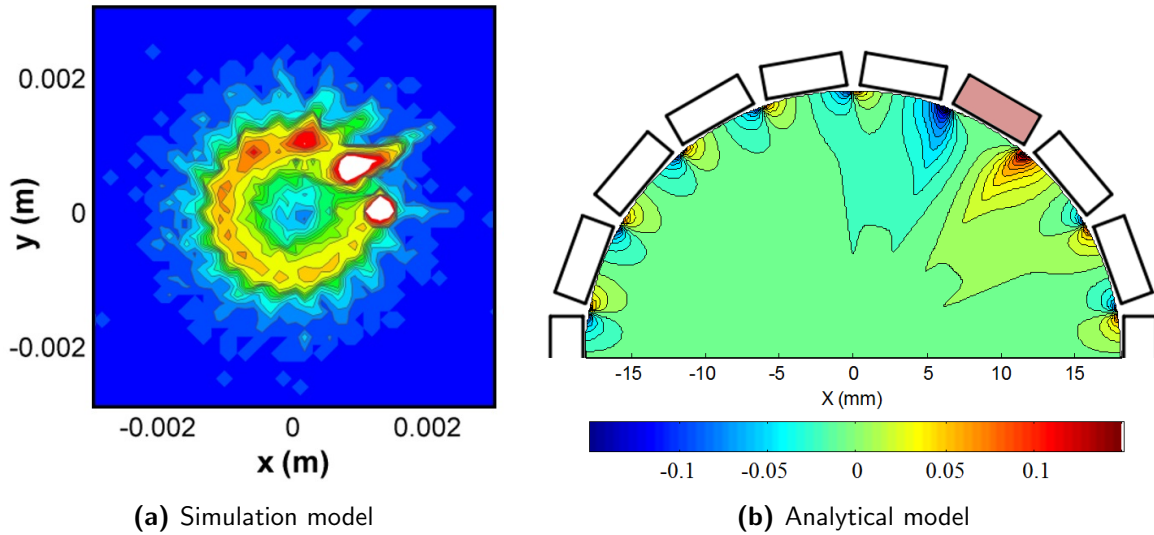 0.002
0
-0.002
y (m)
-0.002 0 0.002
x (m)
(a) Simulation model
-15 -10 -5 0 5 10 15
X (mm)
-0.1 -0.05 0 0.05 0.1
(b) Analytical model